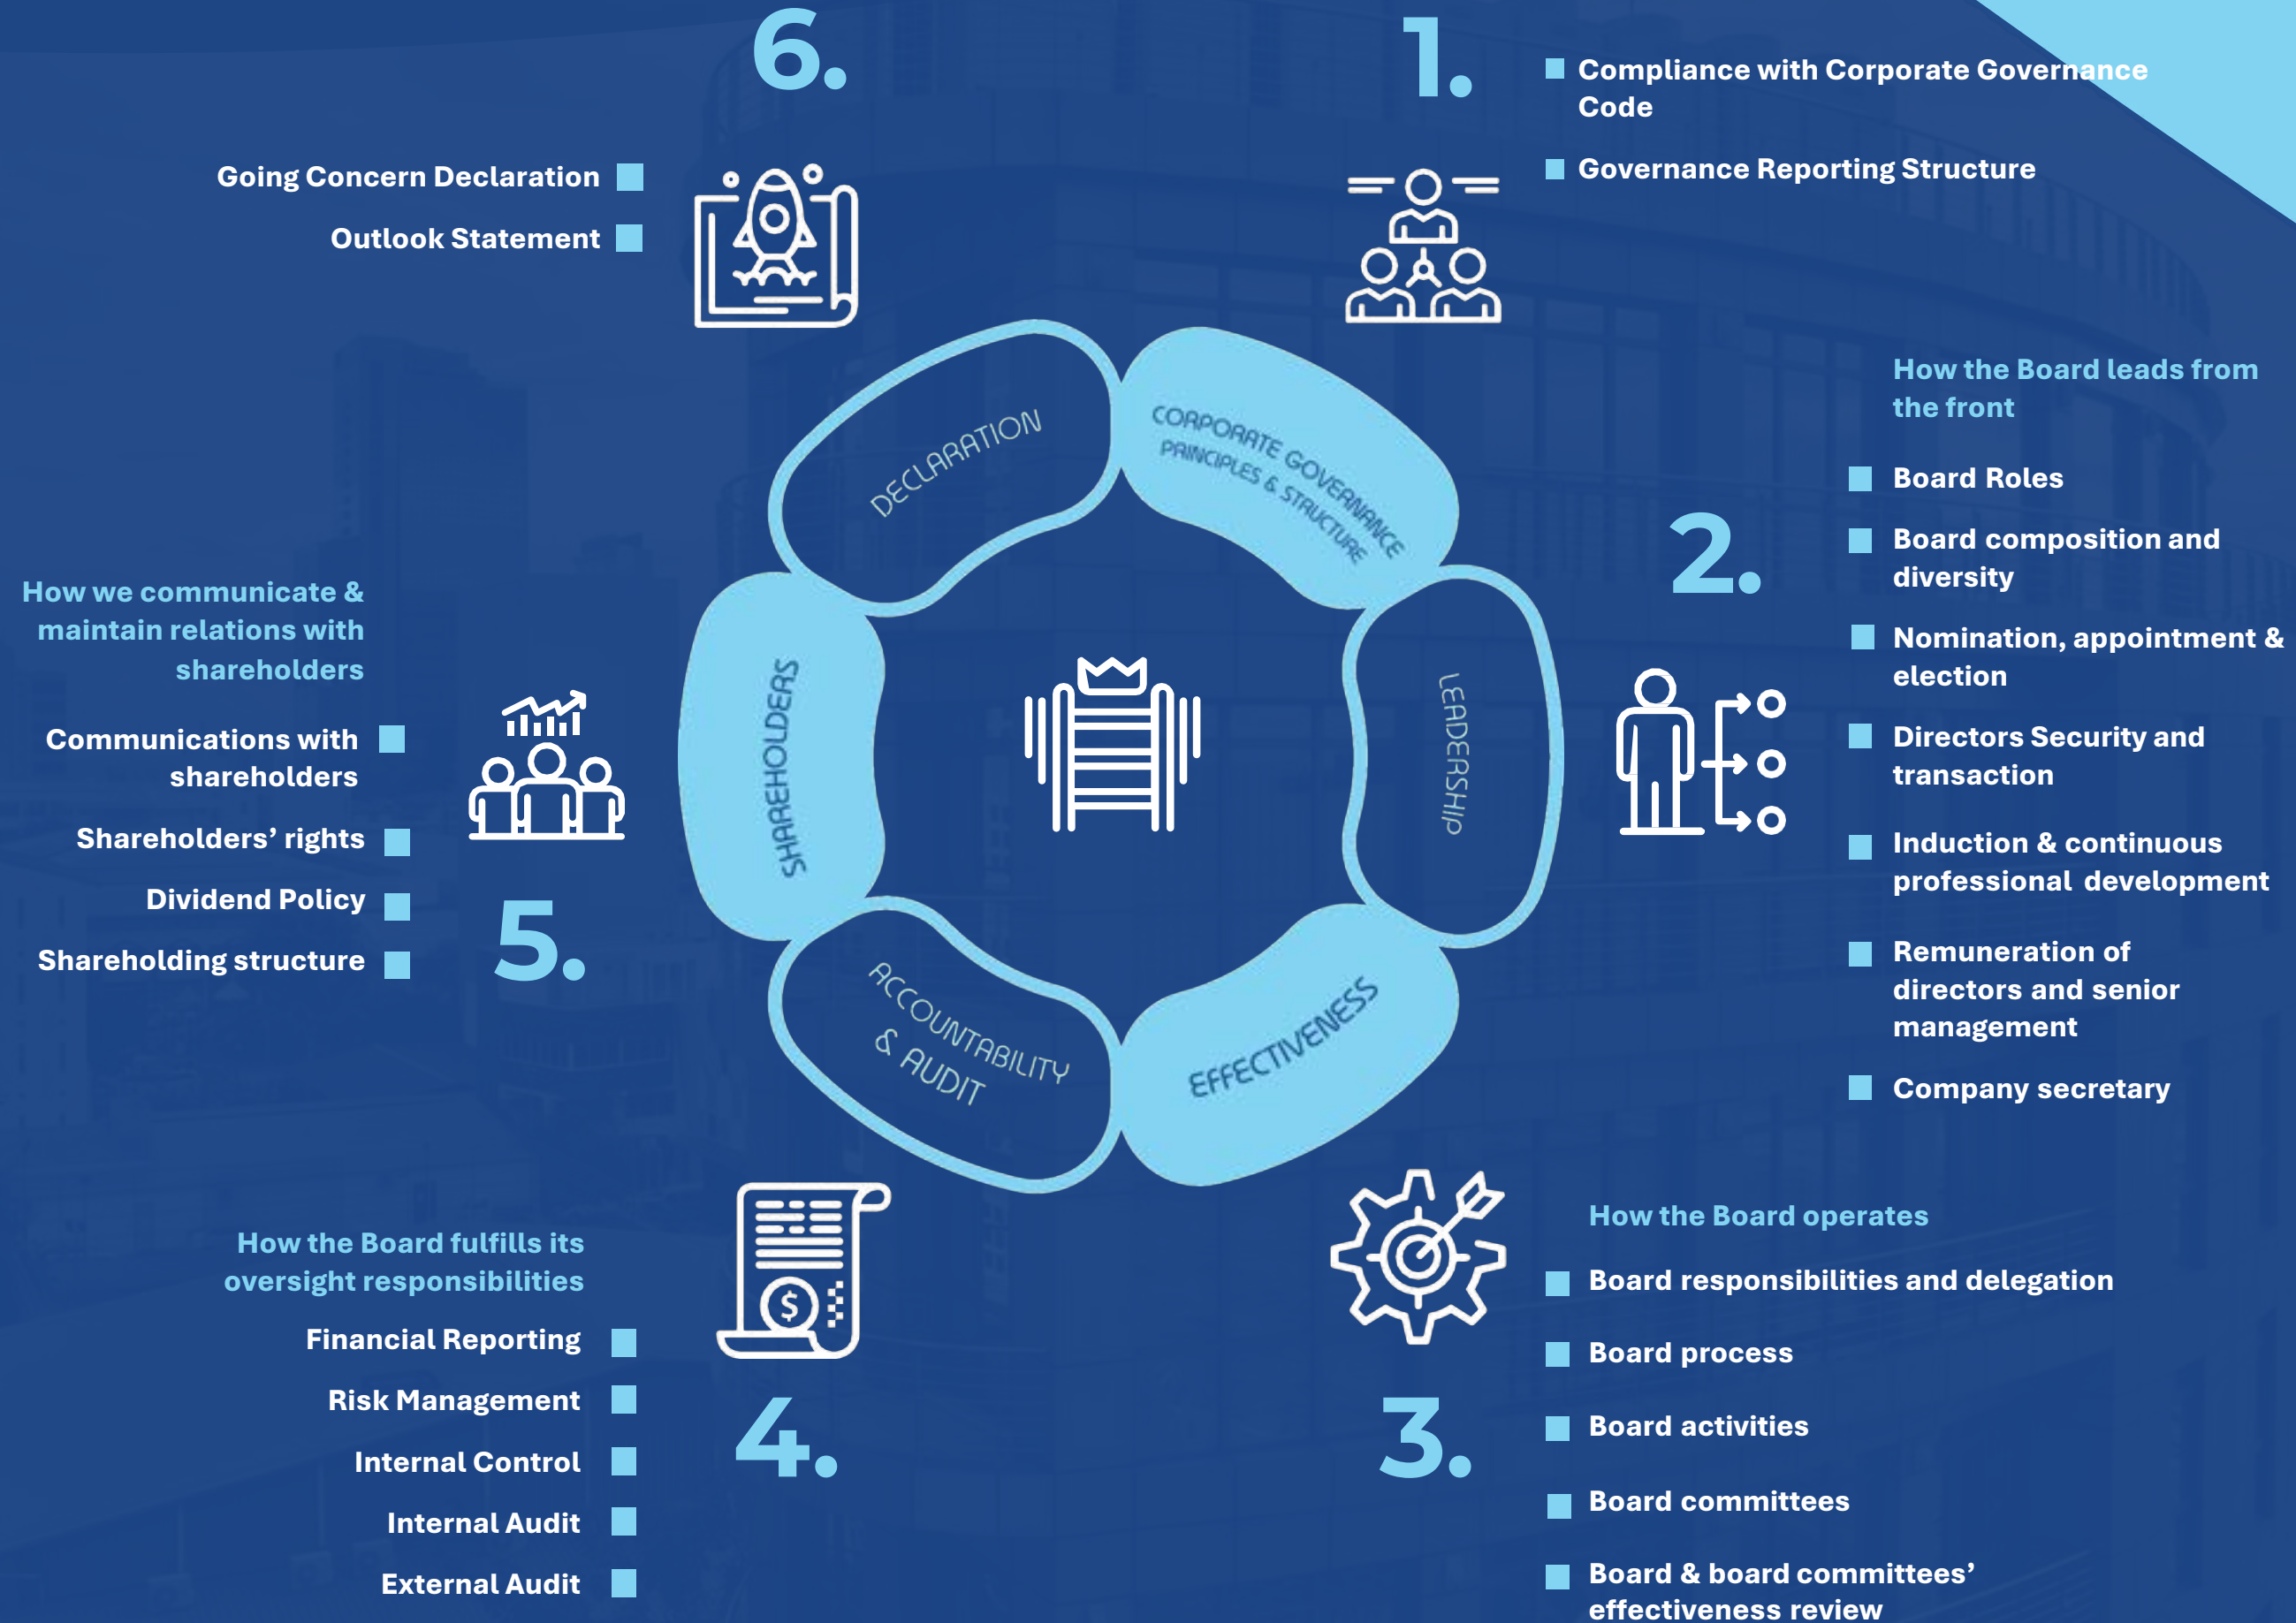 1.
Compliance with Corporate Governance
Code
Governance Reporting Structure
CORPORATE GOVERNANCE
PRINCIPLES & STRUCTURE
2.
How the Board leads from
the front
Board Roles
Board composition and
diversity
Nomination, appointment &
election
Directors Security and
transaction
Induction & continuous
professional development
Remuneration of
directors and senior
management
Company secretary
LEADERSHIP
3.
How the Board operates
Board responsibilities and delegation
Board process
Board activities
Board committees
Board & board committees’
effectiveness review
EFFECTIVENESS
4.
How the Board fulfills its
oversight responsibilities
Financial Reporting
Risk Management
Internal Control
Internal Audit
External Audit
$
ACCOUNTABILITY
& AUDIT
5.
How we communicate &
maintain relations with
shareholders
Communications with
shareholders
Shareholders’ rights
Dividend Policy
Shareholding structure
SHAREHOLDERS
6.
Going Concern Declaration
Outlook Statement
DECLARATION